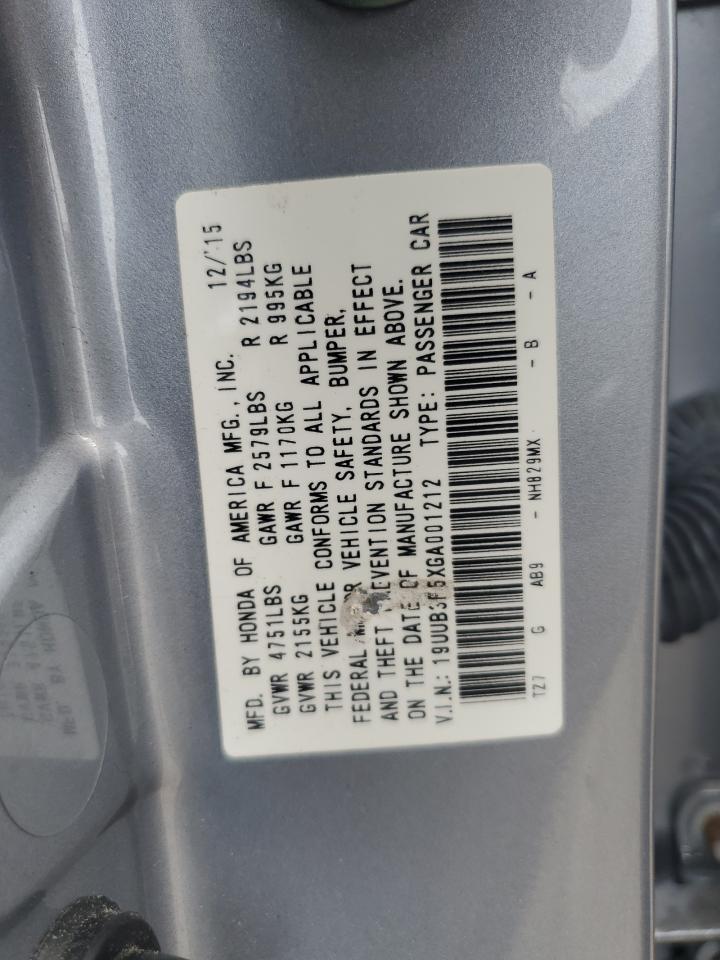 MFD. BY HONDA OF AMERICA MFG., INC. 12/'15
GVWR 4751LBS GAWR F 2579LBS R 2194LBS
GVWR 2155KG GAWR F 1170KG R 995KG
THIS VEHICLE CONFORMS TO ALL APPLICABLE
FEDERAL VEHICLE SAFETY, BUMPER,
AND THEFT PREVENTION STANDARDS IN EFFECT
ON THE DATE OF MANUFACTURE SHOWN ABOVE.
V.I.N.: 19UUB3F5XGA001212 TYPE: PASSENGER CAR
TZ7 G AB9 - NH829MX - B - A